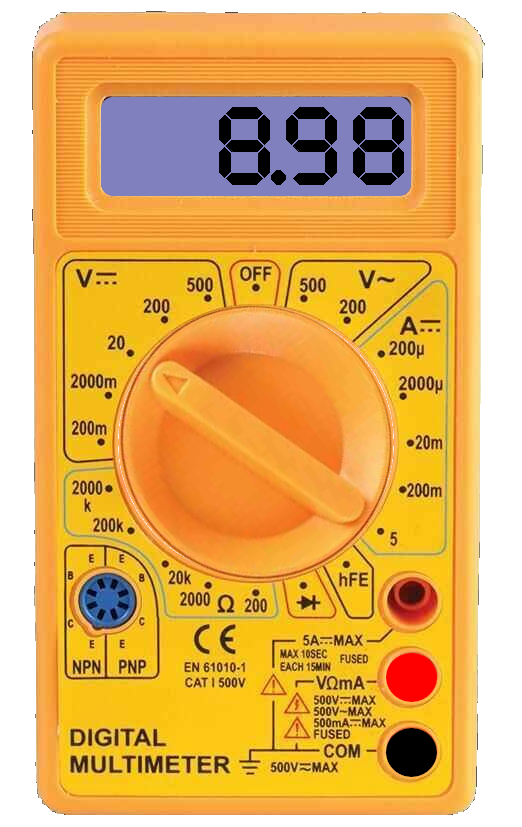 8.98
OFF
V⎓
500
200
20
2000m
200m
500
V~
200
A⎓
200µ
2000µ
20m
200m
5
2000
k
200k
20k
2000
Ω
200
hFE
E E
B B
C C
E E
NPN PNP
CE
EN 61010-1
CAT I 500V
5A⎓MAX
MAX 10SEC
EACH 15MIN
FUSED
VΩmA
500V⎓MAX
500V~MAX
500mA⎓MAX
FUSED
COM
500V≂MAX
DIGITAL
MULTIMETER